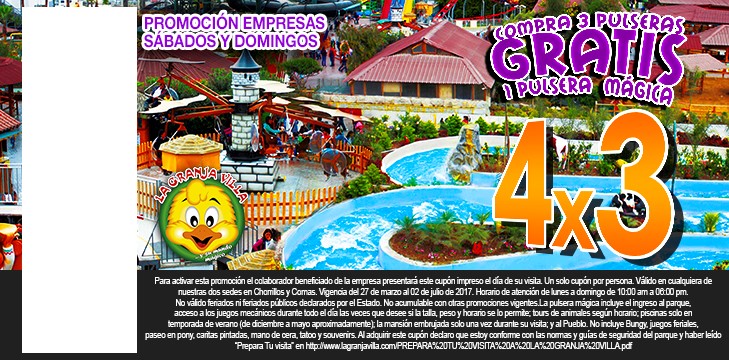 PROMOCIÓN EMPRESAS
SÁBADOS Y DOMINGOS
COMPRA 3 PULSERAS
GRATIS
1 PULSERA MÁGICA
4x3
LA GRANJA VILLA
y su mundo
mágico
Para activar esta promoción el colaborador beneficiado de la empresa presentará este cupón impreso el día de su visita. Un solo cupón por persona. Válido en cualquiera de
nuestras dos sedes en Chorrillos y Comas. Vigencia del 27 de marzo al 02 de julio de 2017. Horario de atención de lunes a domingo de 10:00 am a 06:00 pm.
No válido feriados ni feriados públicos declarados por el Estado. No acumulable con otras promociones vigentes.La pulsera mágica incluye el ingreso al parque,
acceso a los juegos mecánicos durante todo el día las veces que desee si la talla, peso y horario se lo permite; tours de animales según horario; piscinas solo en
temporada de verano (de diciembre a mayo aproximadamente); la mansión embrujada solo una vez durante su visita; y al Pueblo. No incluye Bungy, juegos feriales,
paseo en pony, caritas pintadas, mano de cera, tatoo y souvenirs. Al adquirir este cupón declaro que estoy conforme con las normas y guías de seguridad del parque y haber leído
"Prepara Tu visita" en http://www.lagranjavilla.com/PREPARA%20TU%20VISITA%20A%20LA%20GRANJA%20VILLA.pdf